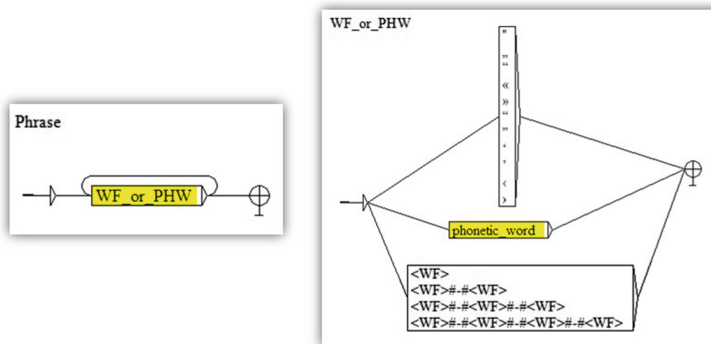 Phrase
WF_or_PHW
WF_or_PHW
«
»
phonetic_word
<WF>
<WF>#-#<WF>
<WF>#-#<WF>#-#<WF>
<WF>#-#<WF>#-#<WF>#-#<WF>